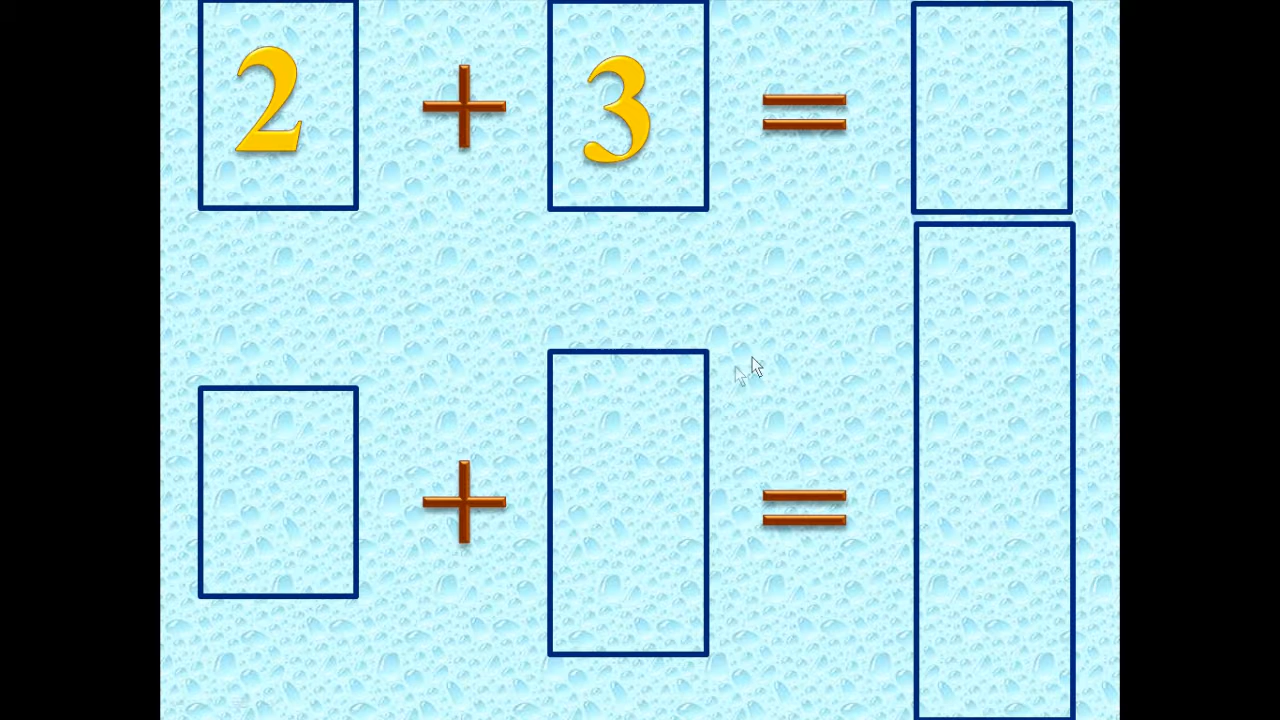 2 + 3 =
+ =